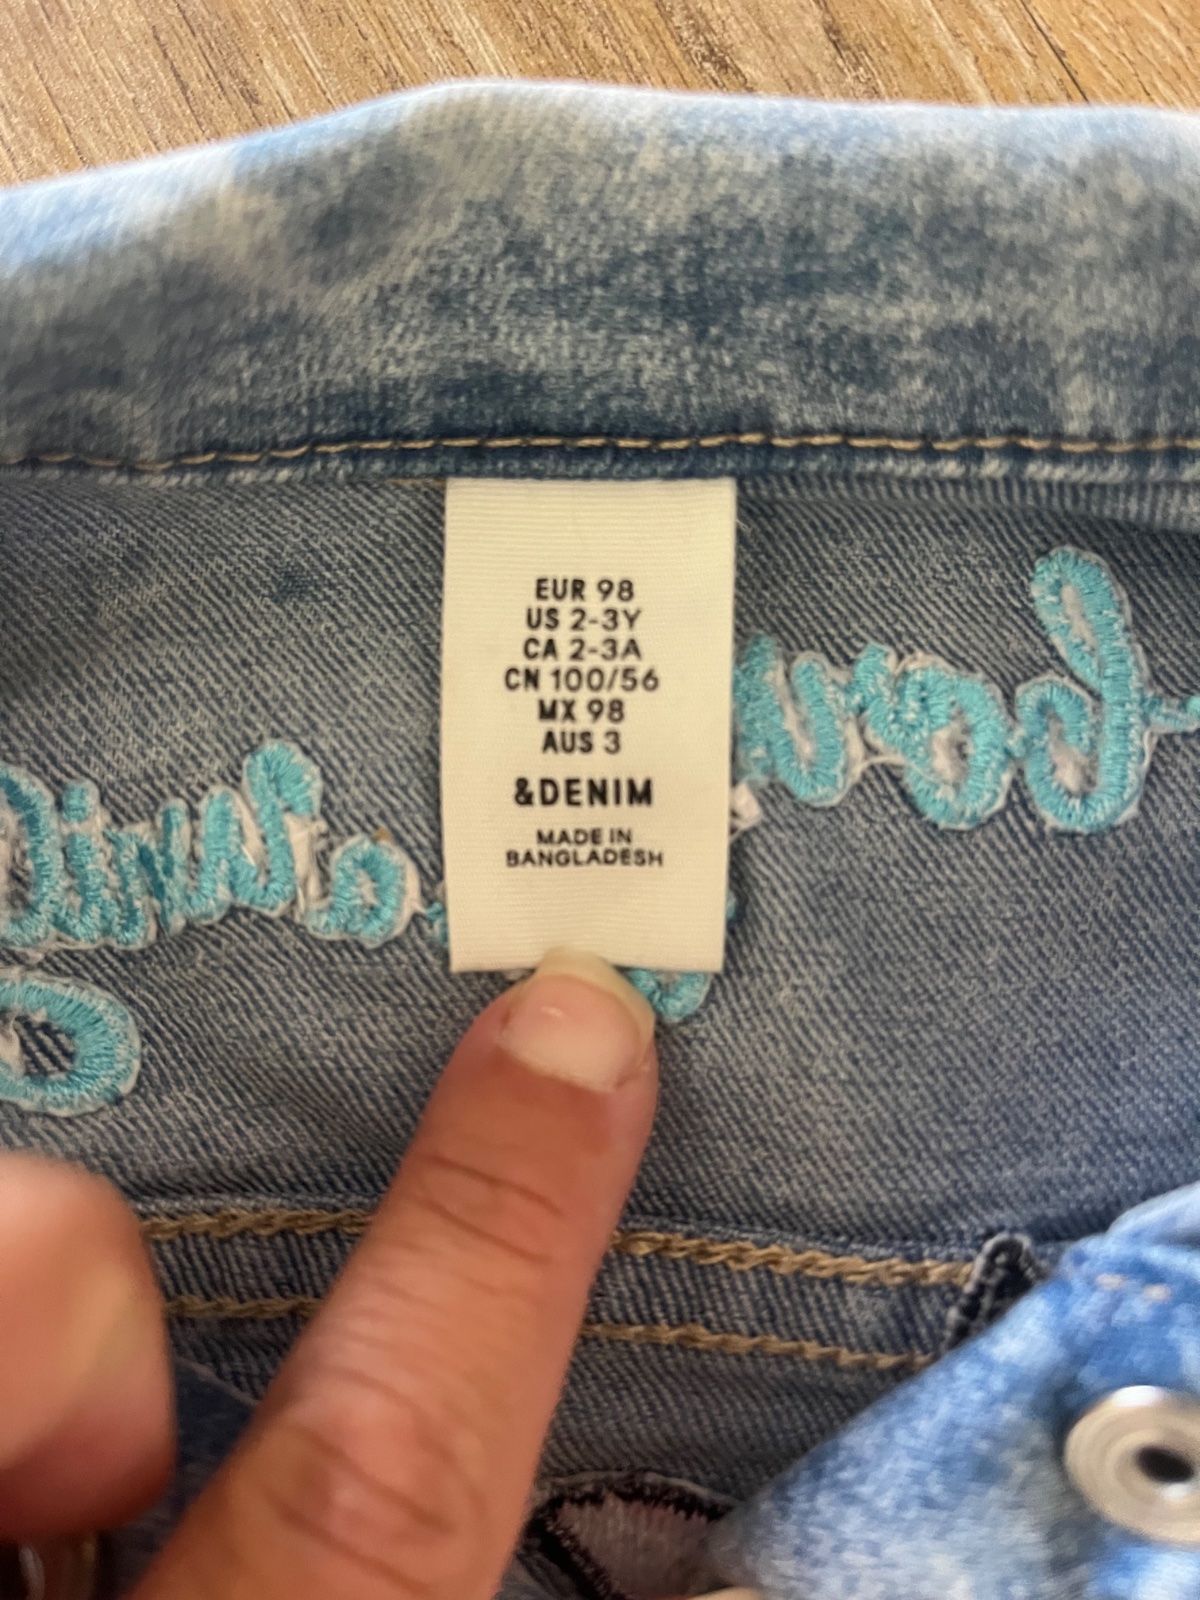 EUR 98
US 2-3Y
CA 2-3A
CN 100/56
MX 98
AUS 3
&DENIM
MADE IN
BANGLADESH